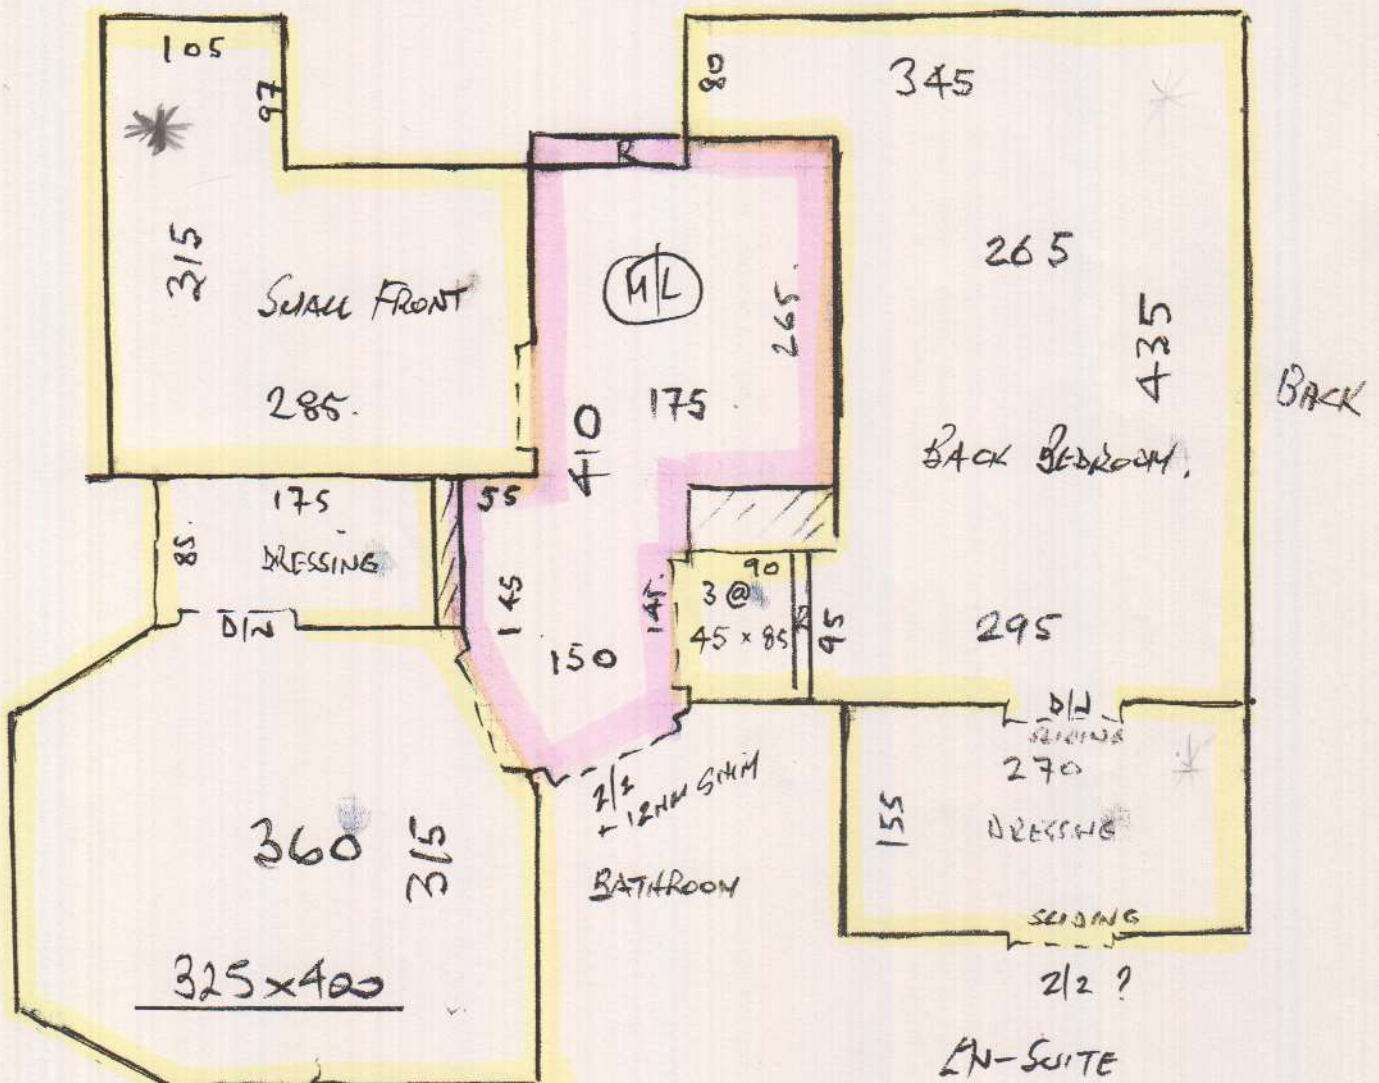 105
97
80
345
R
315
SMALL FRONT
285.
M/L
265.
175.
410
265
435
BACK
BACK BEDROOM.
175
55
85.
DRESSING
D/N
145
145.
150
90
3 @
45 x 85
95
295
D/N
SLIDING
270
155
DRESSING
SLIDING
2/2 ?
EN-SUITE
2/2
+ 12MM SHIM
BATHROOM
360
315
325x400